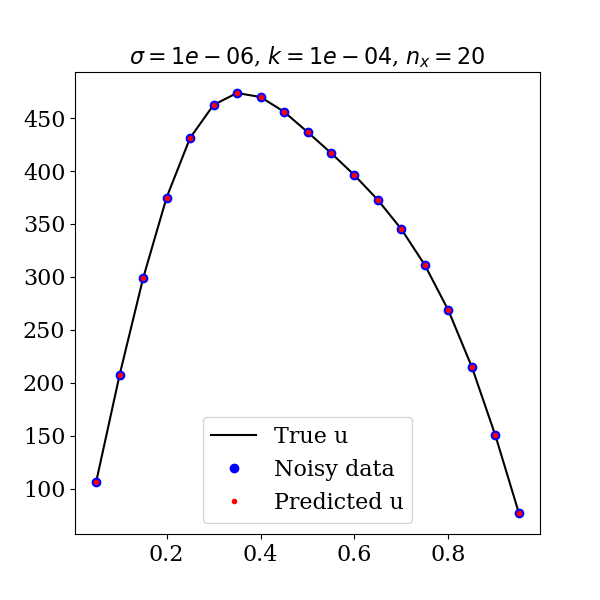 σ = 1e − 06, k = 1e − 04, nₓ = 20
450
400
350
300
250
200
150
100
True u
Noisy data
Predicted u
0.2 0.4 0.6 0.8